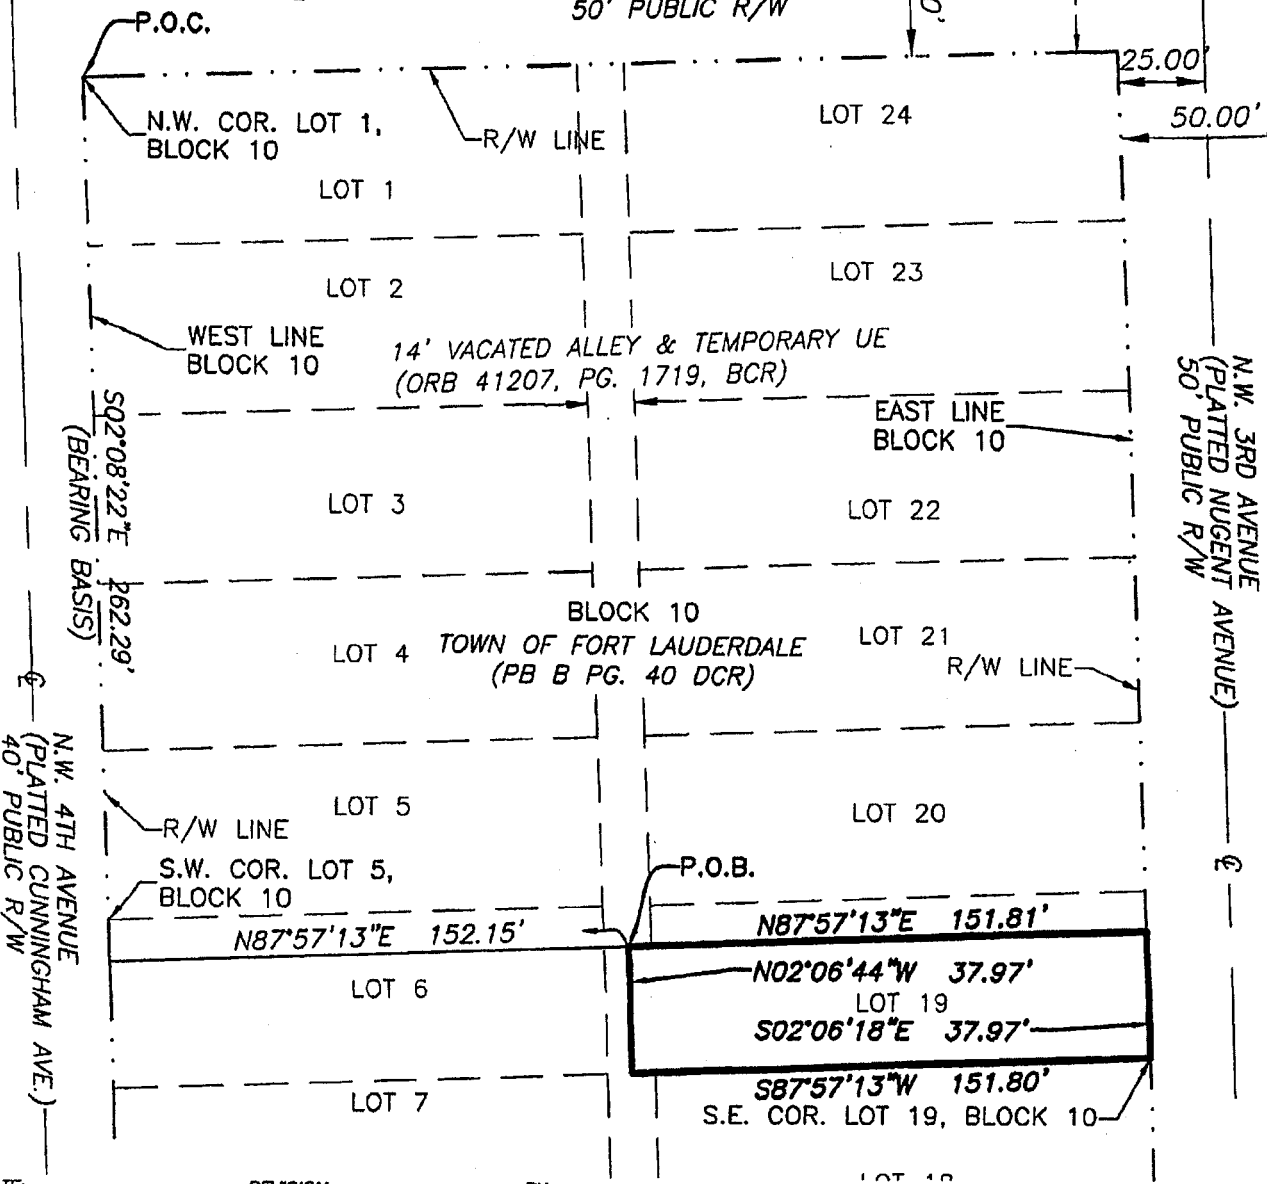 50' PUBLIC R/W
P.O.C.
25.00'
50.00'
N.W. COR. LOT 1,
BLOCK 10
R/W LINE
LOT 24
LOT 1
LOT 2
LOT 23
WEST LINE
BLOCK 10
14' VACATED ALLEY & TEMPORARY UE
(ORB 41207, PG. 1719, BCR)
EAST LINE
BLOCK 10
N.W. 3RD AVENUE
(PLATTED NUGENT AVENUE)
50' PUBLIC R/W
S02°08'22"E 262.29'
(BEARING BASIS)
LOT 3
LOT 22
BLOCK 10
TOWN OF FORT LAUDERDALE
(PB B PG. 40 DCR)
LOT 4
LOT 21
R/W LINE
N.W. 4TH AVENUE
(PLATTED CUNNINGHAM AVE.)
40' PUBLIC R/W
LOT 5
LOT 20
R/W LINE
S.W. COR. LOT 5,
BLOCK 10
P.O.B.
N87°57'13"E 152.15'
N87°57'13"E 151.81'
LOT 6
N02°06'44"W 37.97'
LOT 19
S02°06'18"E 37.97'
S87°57'13"W 151.80'
LOT 7
S.E. COR. LOT 19, BLOCK 10